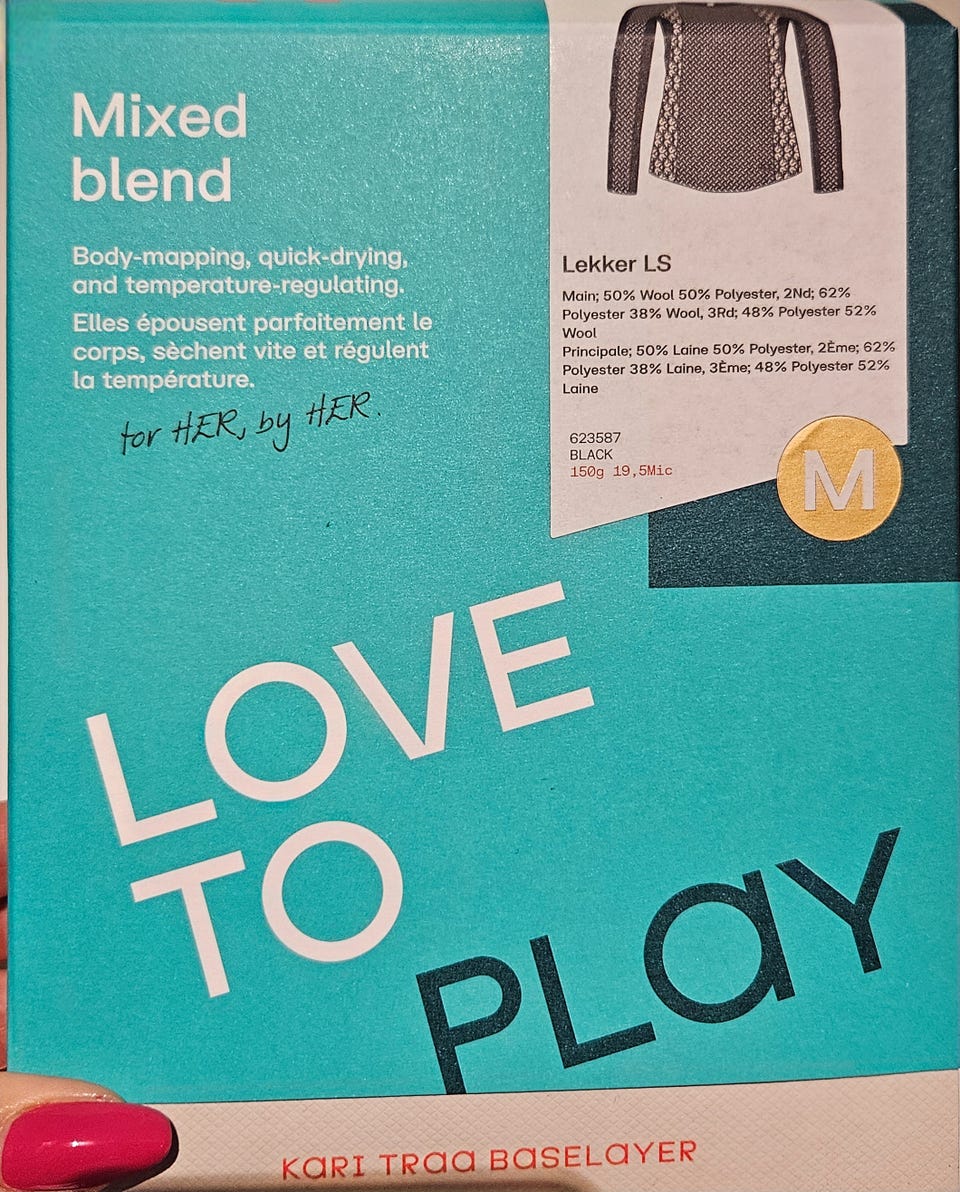 Mixed
blend
Body-mapping, quick-drying,
and temperature-regulating.
Elles épousent parfaitement le
corps, sèchent vite et régulent
la température.
for HER, by HER.
Lekker LS
Main; 50% Wool 50% Polyester, 2Nd; 62%
Polyester 38% Wool, 3Rd; 48% Polyester 52%
Wool
Principale; 50% Laine 50% Polyester, 2Ème; 62%
Polyester 38% Laine, 3Ème; 48% Polyester 52%
Laine
623587
BLACK
150g 19,5Mic
M
LOVE
TO
PLaY
KaRI TRaa BaSELaYER